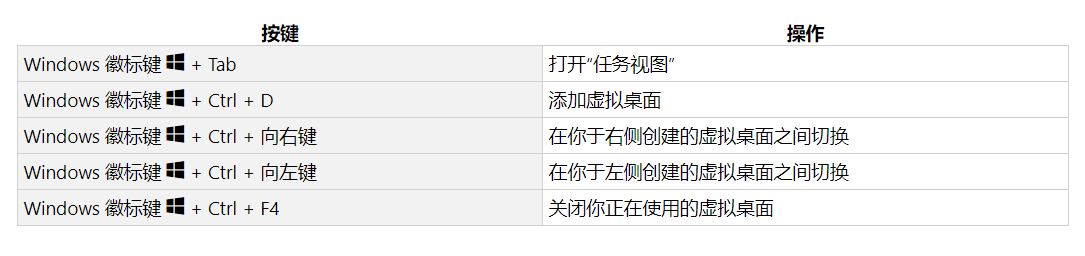 按键 操作
Windows 徽标键 + Tab 打开“任务视图”
Windows 徽标键 + Ctrl + D 添加虚拟桌面
Windows 徽标键 + Ctrl + 向右键 在你于右侧创建的虚拟桌面之间切换
Windows 徽标键 + Ctrl + 向左键 在你于左侧创建的虚拟桌面之间切换
Windows 徽标键 + Ctrl + F4 关闭你正在使用的虚拟桌面